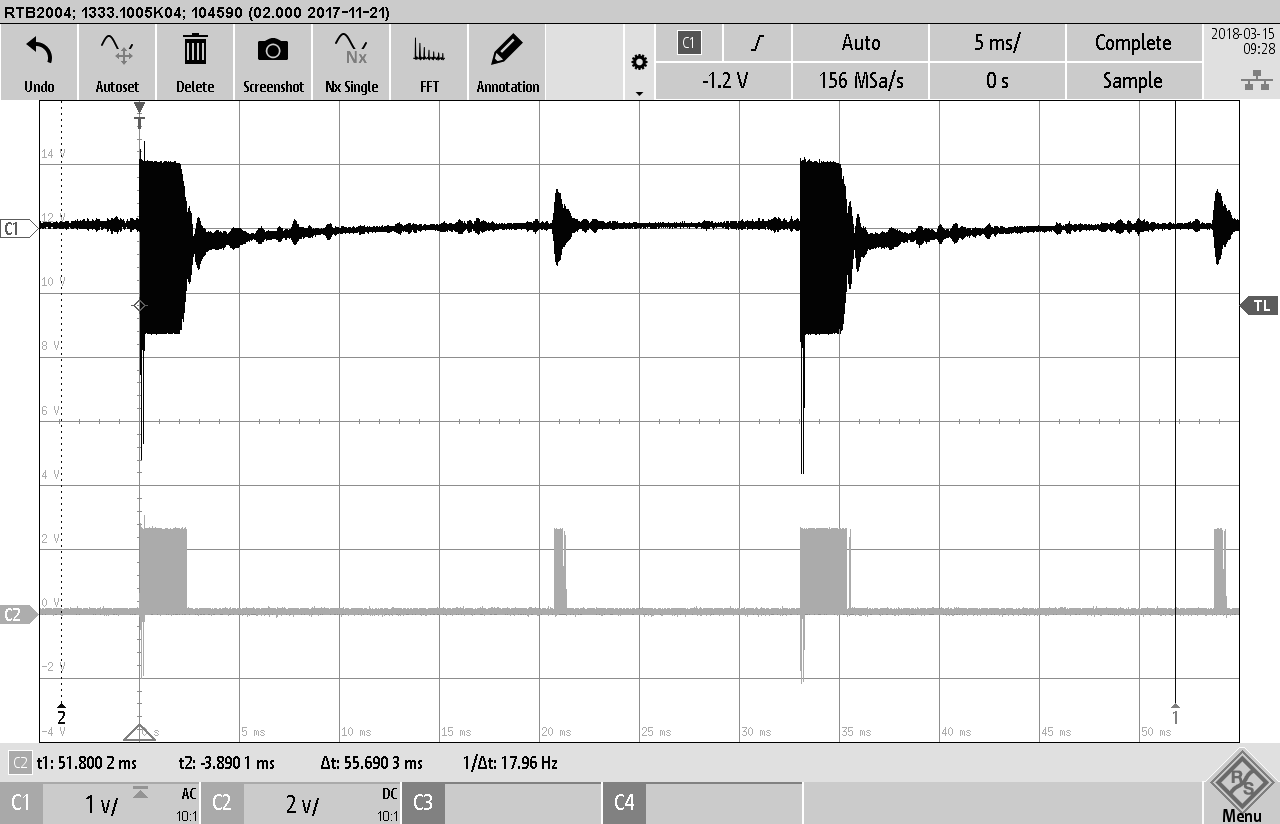 RTB2004; 1333.1005K04; 104590 (02.000 2017-11-21)
Undo Autoset Delete Screenshot Nx Single FFT Annotation
Nx
C1 Auto 5 ms/ Complete
-1.2 V 156 MSa/s 0 s Sample
2018-03-15
09:28
T
14 V
12 V
C1
10 V
TL
8 V
6 V
4 V
2 V
0 V
C2
-2 V
2
1
-4 V 0 s 5 ms 10 ms 15 ms 20 ms 25 ms 30 ms 35 ms 40 ms 45 ms 50 ms
C2 t1: 51.800 2 ms t2: -3.890 1 ms Δt: 55.690 3 ms 1/Δt: 17.96 Hz
C1 1 V/ AC 10:1 C2 2 V/ DC 10:1 C3 C4
R S
Menu